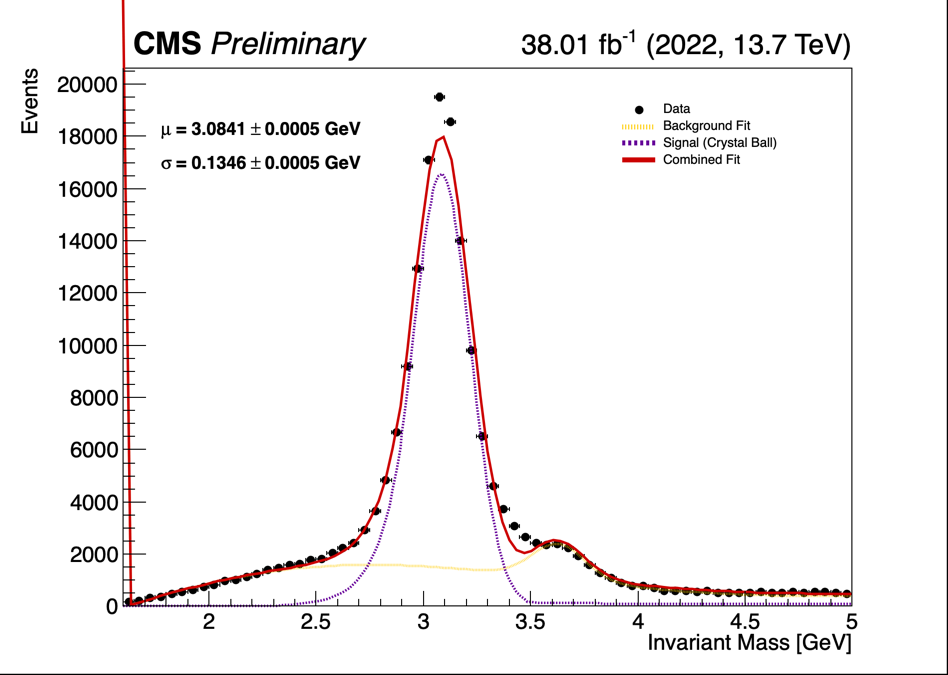 CMS Preliminary
38.01 fb⁻¹ (2022, 13.7 TeV)
Events
20000
18000
16000
14000
12000
10000
8000
6000
4000
2000
0
μ = 3.0841 ± 0.0005 GeV
σ = 0.1346 ± 0.0005 GeV
Data
Background Fit
Signal (Crystal Ball)
Combined Fit
2 2.5 3 3.5 4 4.5 5
Invariant Mass [GeV]